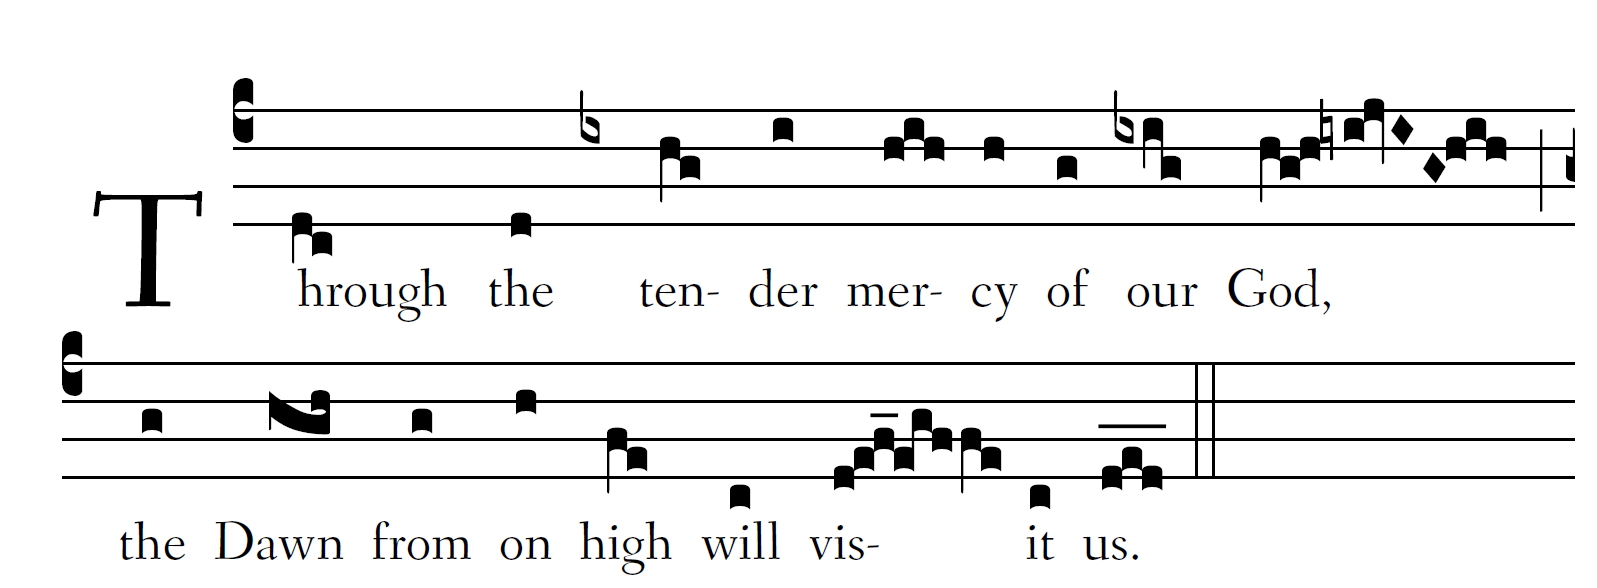 Through the ten- der mer- cy of our God,
the Dawn from on high will vis- it us.